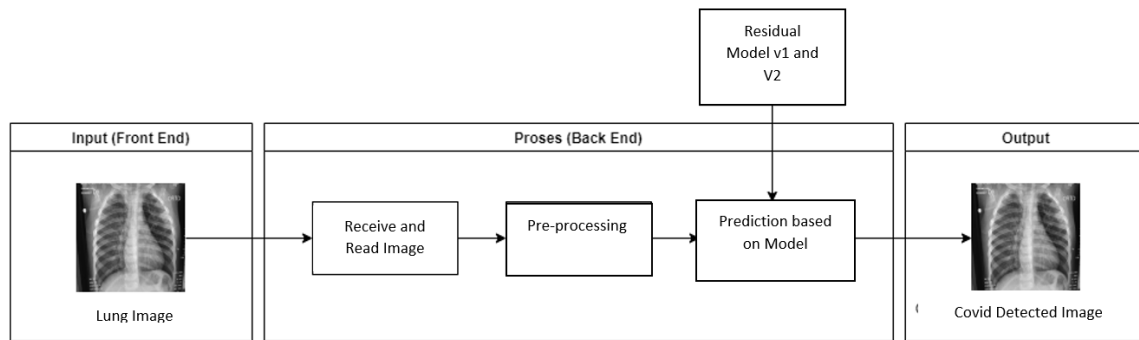 Residual
Model v1 and
V2
Input (Front End)
Proses (Back End)
Output
Receive and
Read Image
Pre-processing
Prediction based
on Model
Lung Image
Covid Detected Image